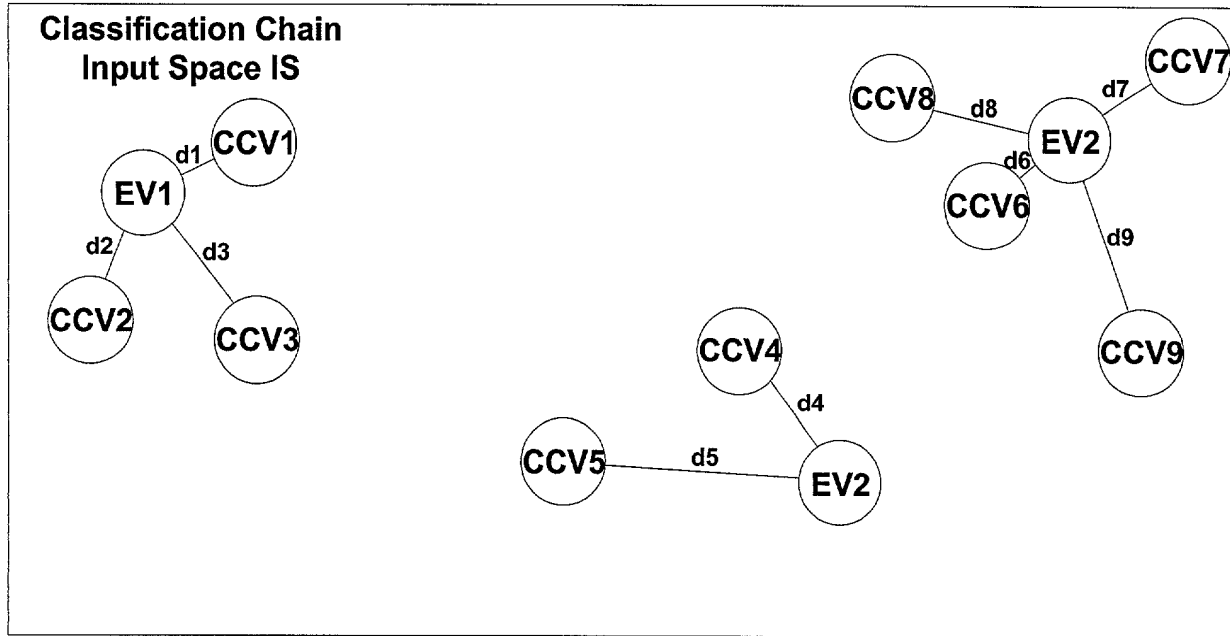 Classification Chain
Input Space IS
CCV1
d1
EV1
d2
d3
CCV2
CCV3
CCV7
CCV8
d8
d7
EV2
d6
CCV6
d9
CCV9
CCV4
d4
CCV5
d5
EV2